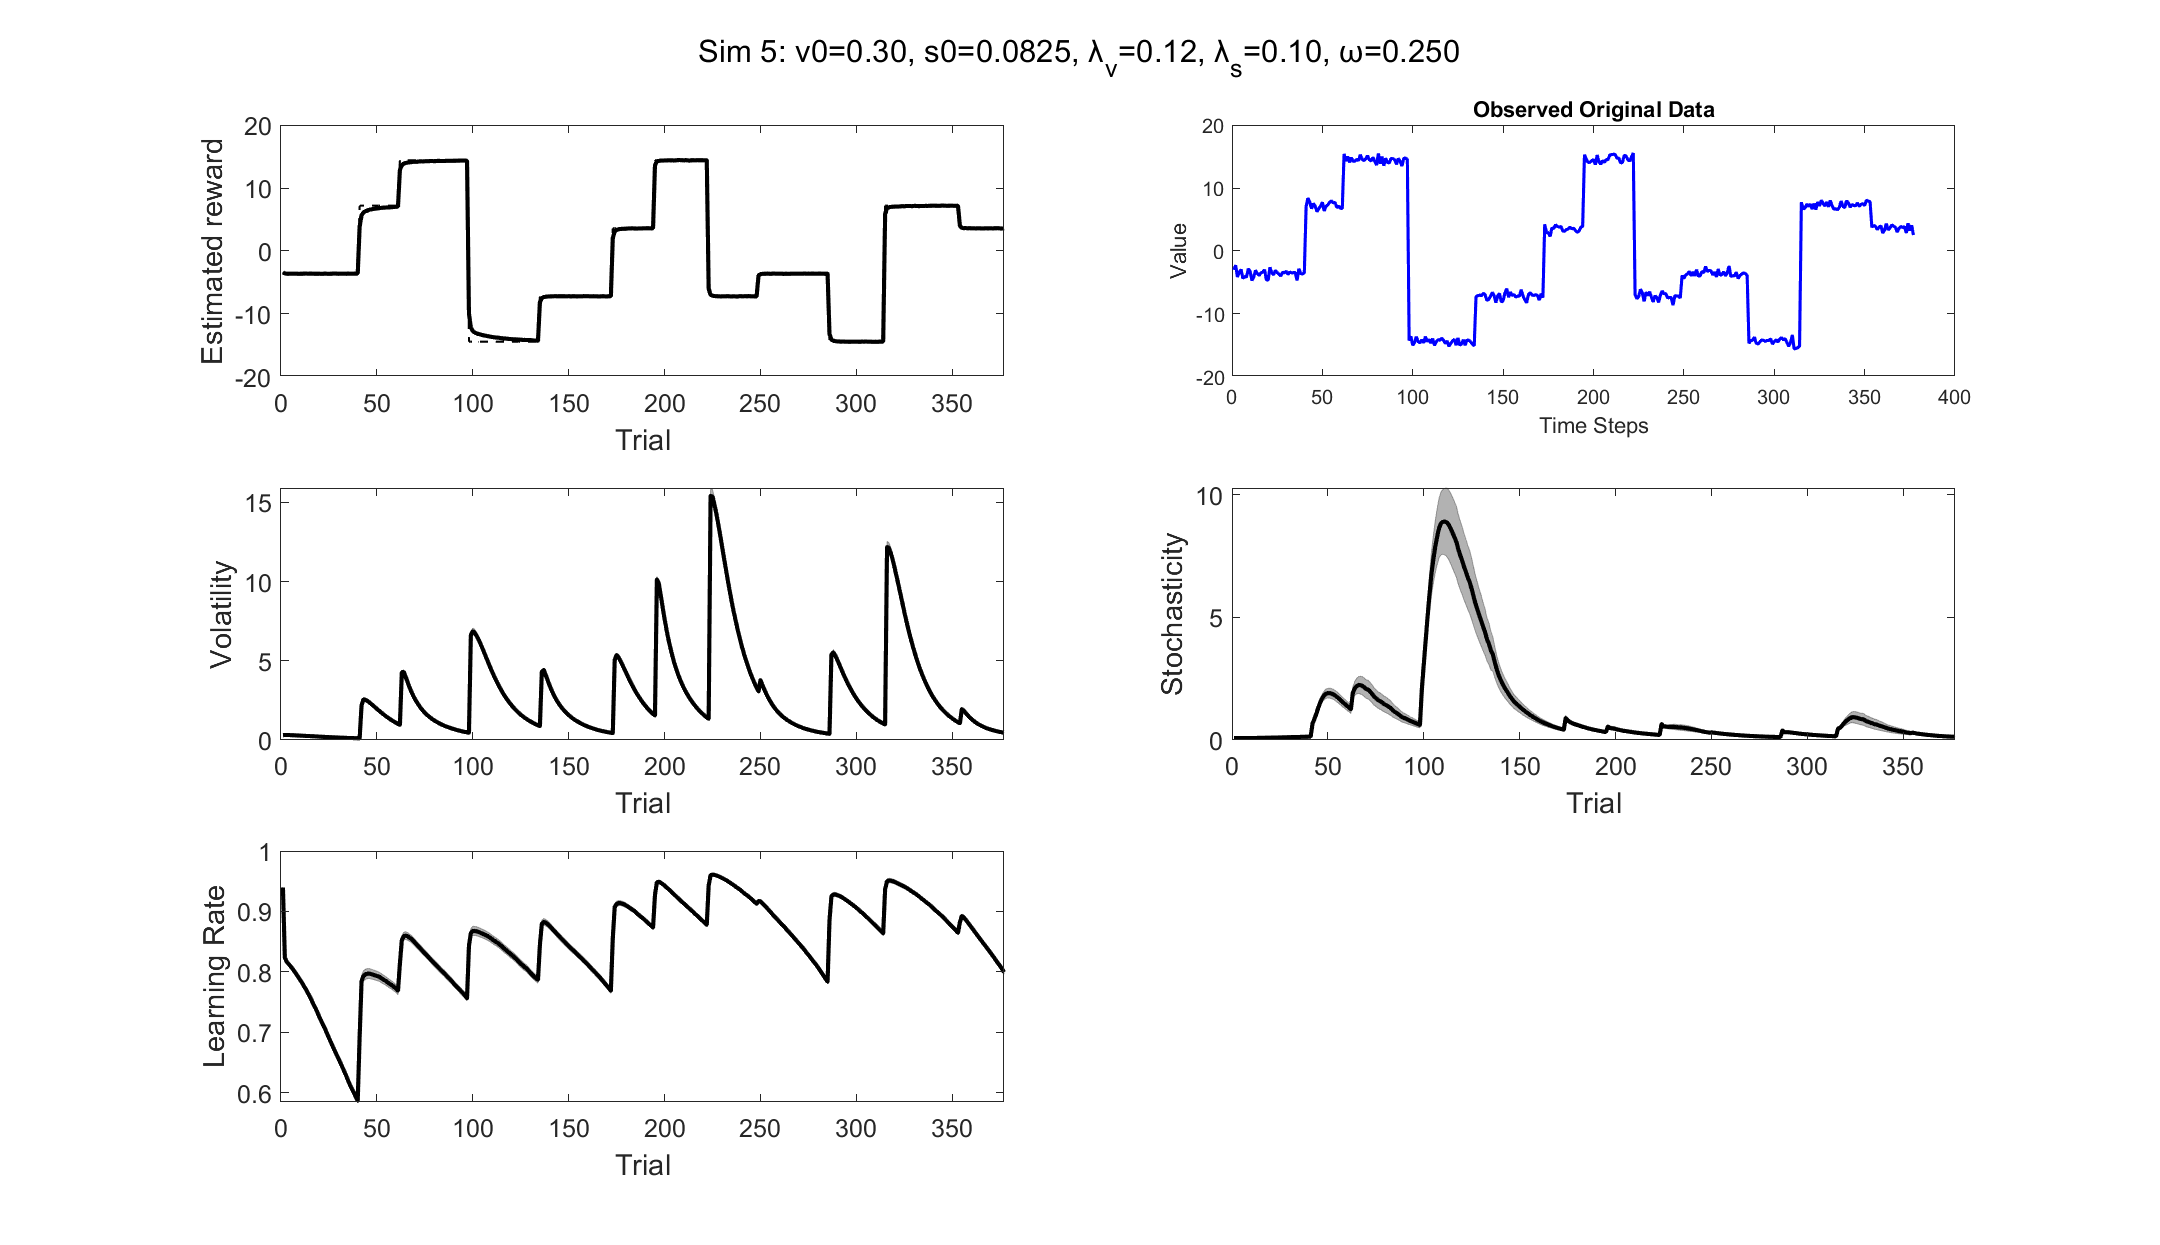 Sim 5: v0=0.30, s0=0.0825, λv=0.12, λs=0.10, ω=0.250
Estimated reward
20
10
0
-10
-20
0 50 100 150 200 250 300 350
Trial
Observed Original Data
Value
20
10
0
-10
-20
0 50 100 150 200 250 300 350 400
Time Steps
Volatility
15
10
5
0
0 50 100 150 200 250 300 350
Trial
Stochasticity
10
5
0
0 50 100 150 200 250 300 350
Trial
Learning Rate
1
0.9
0.8
0.7
0.6
0 50 100 150 200 250 300 350
Trial